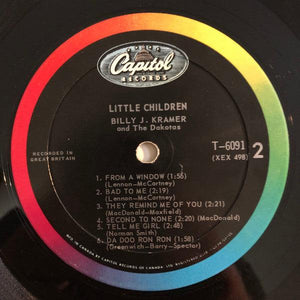 Capitol
RECORDS
LITTLE CHILDREN
BILLY J. KRAMER
and The Dakotas
RECORDED IN
GREAT BRITAIN
T-6091
(XEX 498)
2
1. FROM A WINDOW (1:56)
(Lennon-McCartney)
2. BAD TO ME (2:19)
(Lennon-McCartney)
3. THEY REMIND ME OF YOU (2:21)
(MacDonald-Maxfield)
4. SECOND TO NONE (2:20) (MacDonald)
5. TELL ME GIRL (2:48)
(Norman Smith)
6. DA DOO RON RON (1:58)
(Greenwich-Barry-Spector)